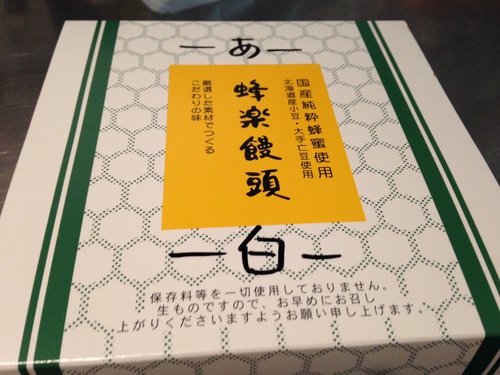 一あ一
国産純粋蜂蜜使用
北海道産小豆・大手亡豆使用
蜂楽饅頭
厳選した素材でつくる
こだわりの味
一白一
保存料等を一切使用しておりません。
生ものですので、お早めにお召し
上がりくださいますようお願い申し上げます。